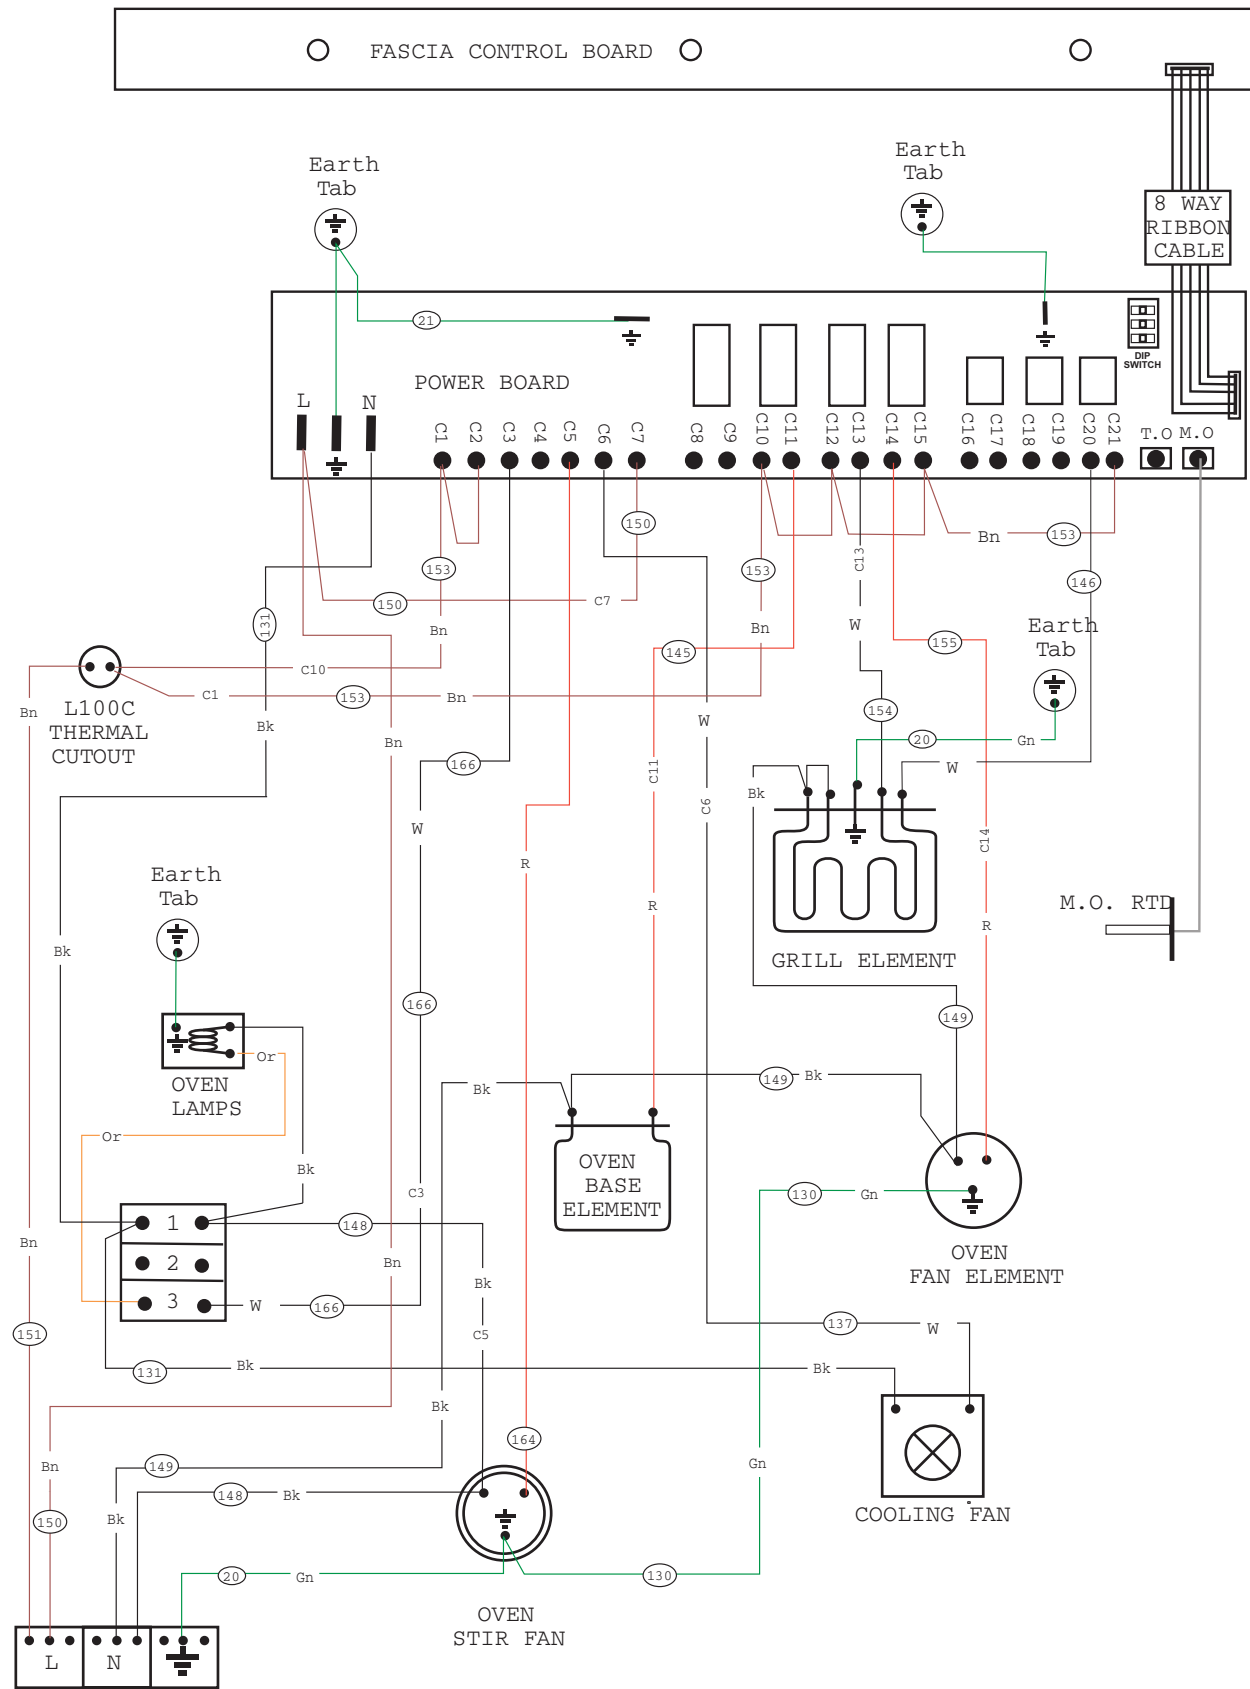 FASCIA CONTROL BOARD
Earth
Tab
Earth
Tab
8 WAY
RIBBON
CABLE
21
DIP
SWITCH
POWER BOARD
L
N
C1
C2
C3
C4
C5
C6
C7
C8
C9
C10
C11
C12
C13
C14
C15
C16
C17
C18
C19
C20
C21
T.O
M.O
150
Bn
153
153
153
146
C13
131
150
C7
Bn
Bn
W
155
Earth
Tab
145
C10
C1
153
Bn
Bn
L100C
THERMAL
CUTOUT
Bk
Bn
W
154
20
Gn
166
C11
W
Bk
C6
W
C14
R
Earth
Tab
R
M.O. RTD
R
Bk
GRILL ELEMENT
166
149
Or
OVEN
LAMPS
Bk
149
Bk
Or
Bk
OVEN
BASE
ELEMENT
C3
130
Gn
1
148
2
Bn
Bn
OVEN
FAN ELEMENT
Bk
3
W
166
151
C5
137
W
131
Bk
Bk
Bk
164
Bn
149
Gn
148
Bk
150
Bk
COOLING FAN
20
Gn
130
OVEN
STIR FAN
L
N